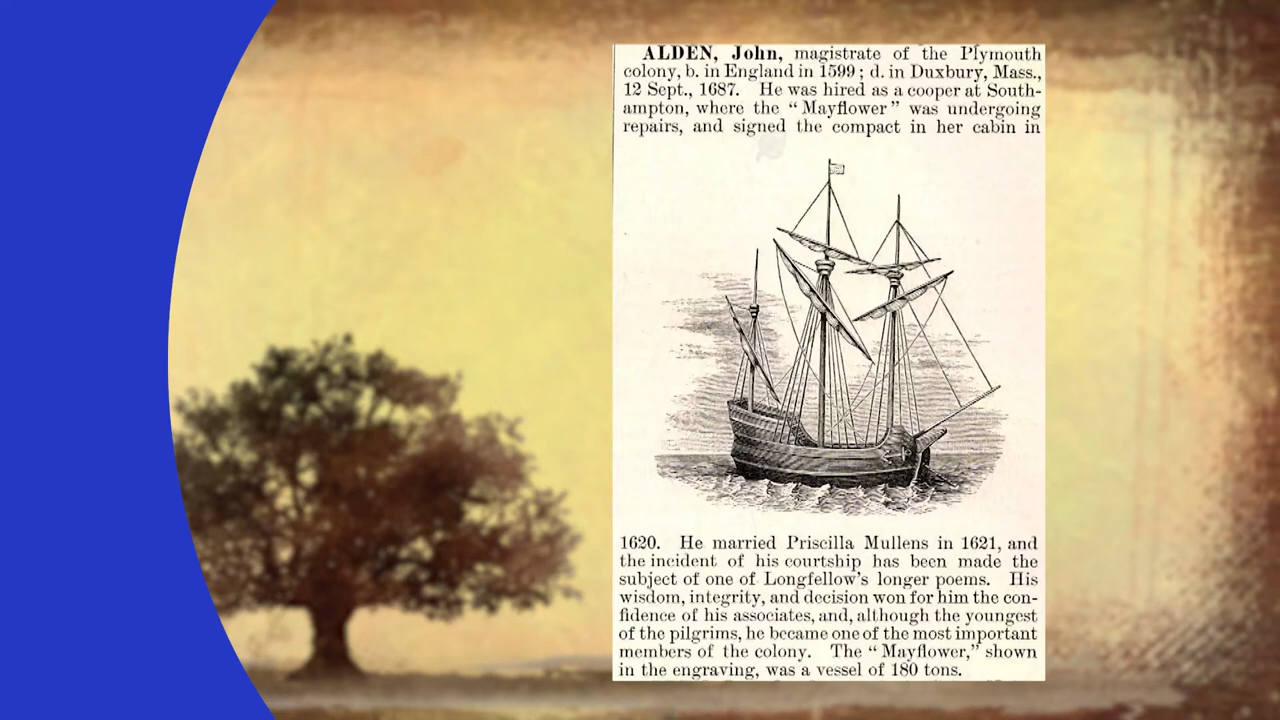 ALDEN, John, magistrate of the Plymouth
colony, b. in England in 1599; d. in Duxbury, Mass.,
12 Sept., 1687. He was hired as a cooper at South-
ampton, where the “Mayflower” was undergoing
repairs, and signed the compact in her cabin in
1620. He married Priscilla Mullens in 1621, and
the incident of his courtship has been made the
subject of one of Longfellow's longer poems. His
wisdom, integrity, and decision won for him the con-
fidence of his associates, and, although the youngest
of the pilgrims, he became one of the most important
members of the colony. The “Mayflower,” shown
in the engraving, was a vessel of 180 tons.